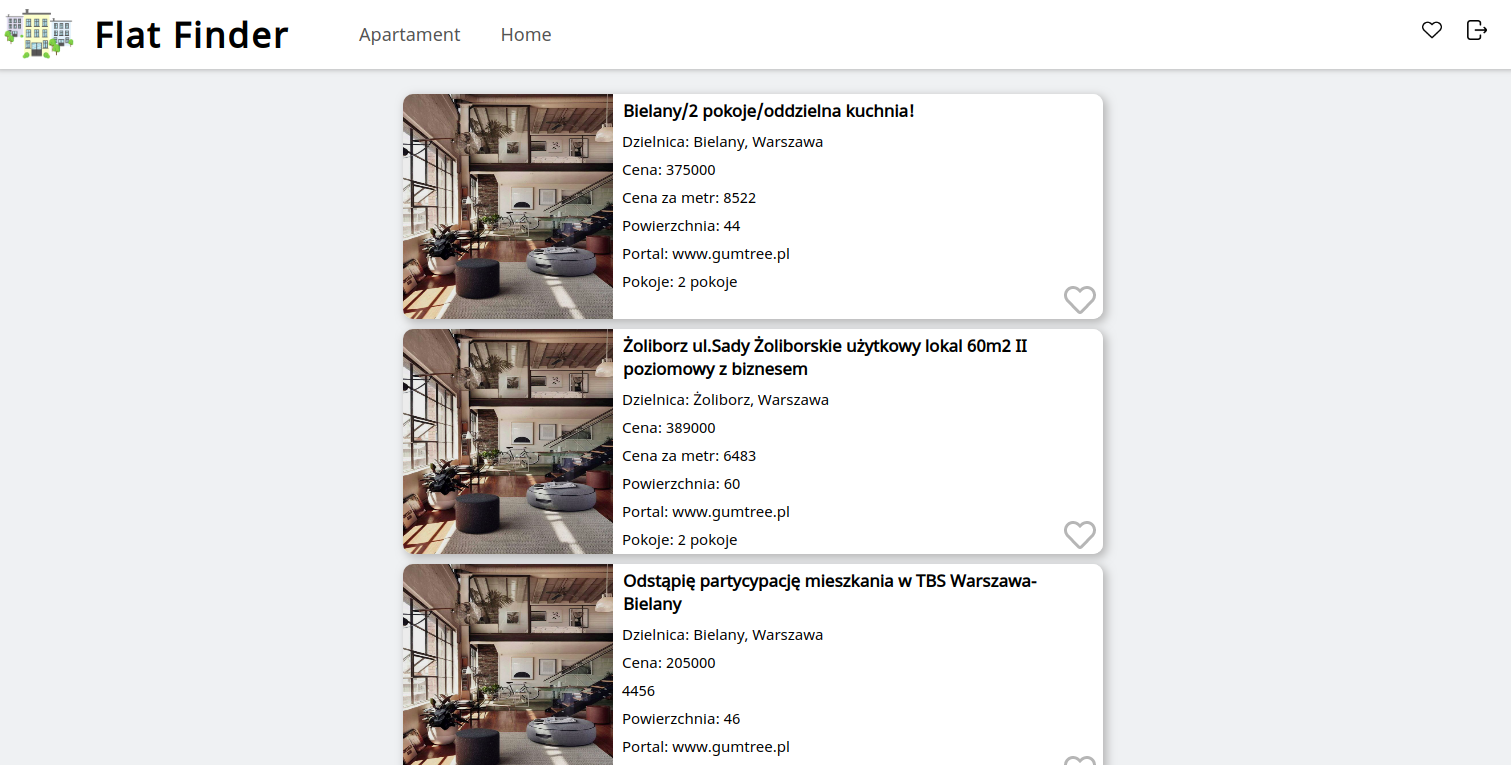 Flat Finder
Apartament
Home
Bielany/2 pokoje/oddzielna kuchnia!
Dzielnica: Bielany, Warszawa
Cena: 375000
Cena za metr: 8522
Powierzchnia: 44
Portal: www.gumtree.pl
Pokoje: 2 pokoje
Żoliborz ul.Sady Żoliborskie użytkowy lokal 60m2 II
poziomowy z biznesem
Dzielnica: Żoliborz, Warszawa
Cena: 389000
Cena za metr: 6483
Powierzchnia: 60
Portal: www.gumtree.pl
Pokoje: 2 pokoje
Odstąpię partycypację mieszkania w TBS Warszawa-
Bielany
Dzielnica: Bielany, Warszawa
Cena: 205000
4456
Powierzchnia: 46
Portal: www.gumtree.pl